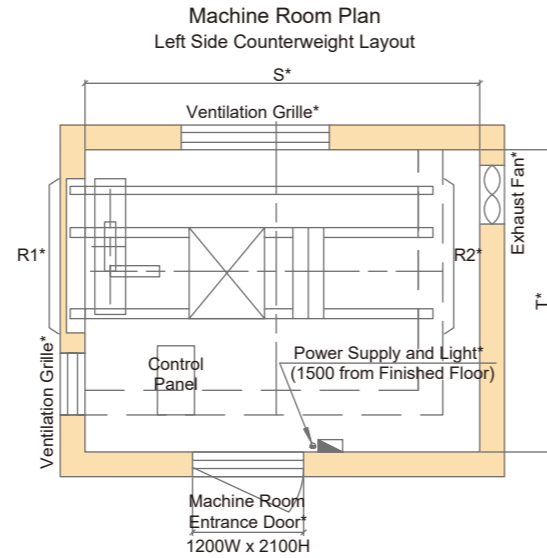 Machine Room Plan
Left Side Counterweight Layout
S*
Ventilation Grille*
Exhaust Fan*
R1*
R2*
T*
Ventilation Grille*
Control
Panel
Power Supply and Light*
(1500 from Finished Floor)
Machine Room
Entrance Door*
1200W x 2100H